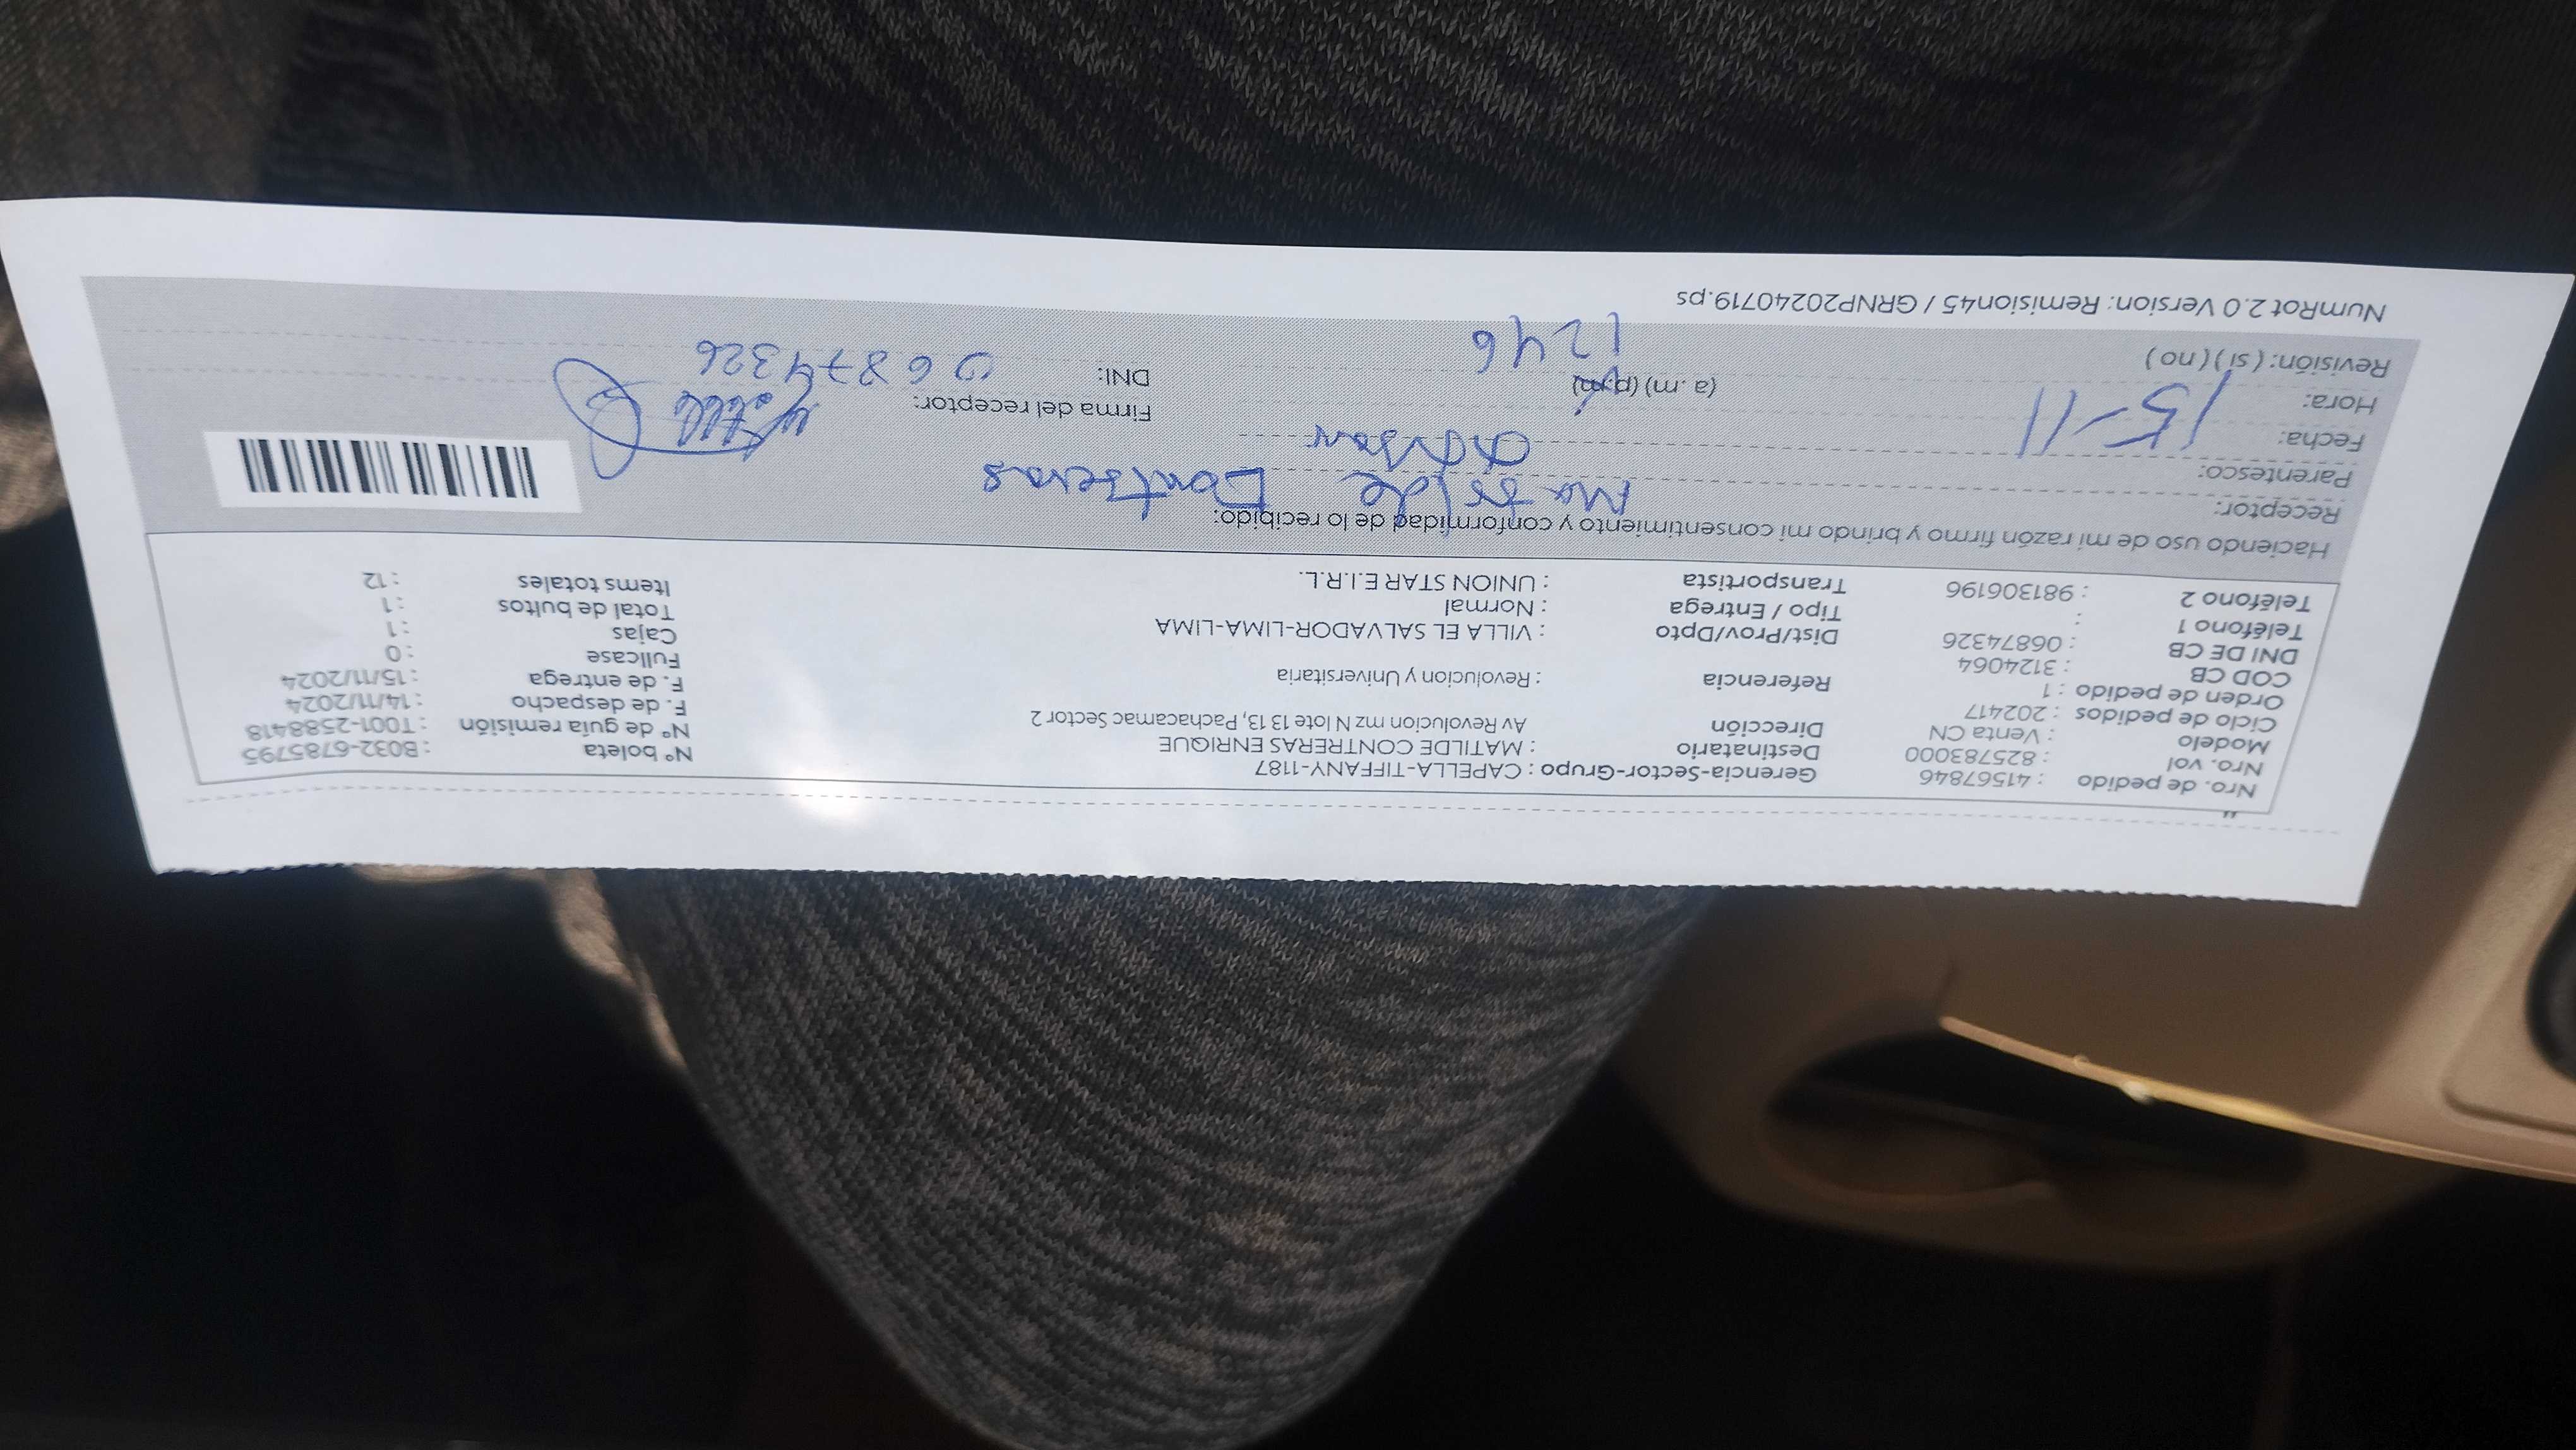 Nro. de pedido : 41567846 Gerencia-Sector-Grupo : CAPELLA-TIFFANY-1187 N° boleta : B032-6785795
Nro. vol : 825783000 Destinatario : MATILDE CONTRERAS ENRIQUE N° de guía remisión : T001-2588418
Modelo : Venta CN Dirección Av Revolucion mz N lote 13 13, Pachacamac Sector 2 F. de despacho : 14/11/2024
Ciclo de pedidos : 202417 F. de entrega : 15/11/2024
Orden de pedido : 1 Referencia : Revolucion y Universitaria Fullcase : 0
COD CB : 3124064 Cajas : 1
DNI DE CB : 06874326 Dist/Prov/Dpto : VILLA EL SALVADOR-LIMA-LIMA Total de bultos : 1
Teléfono 1 : Tipo / Entrega : Normal Items totales : 12
Teléfono 2 : 981306196 Transportista : UNION STAR E.I.R.L.
Haciendo uso de mi razón firmo y brindo mi consentimiento y conformidad de lo recibido:
Receptor: Matilde Contreras
Parentesco:
Fecha: 15-11
Hora: (a.m) (p.m) 1246 Firma del receptor:
Revisión: ( si ) ( no ) DNI: 06874326
NumRot 2.0 Version: Remision45 / GRNP20240719.ps